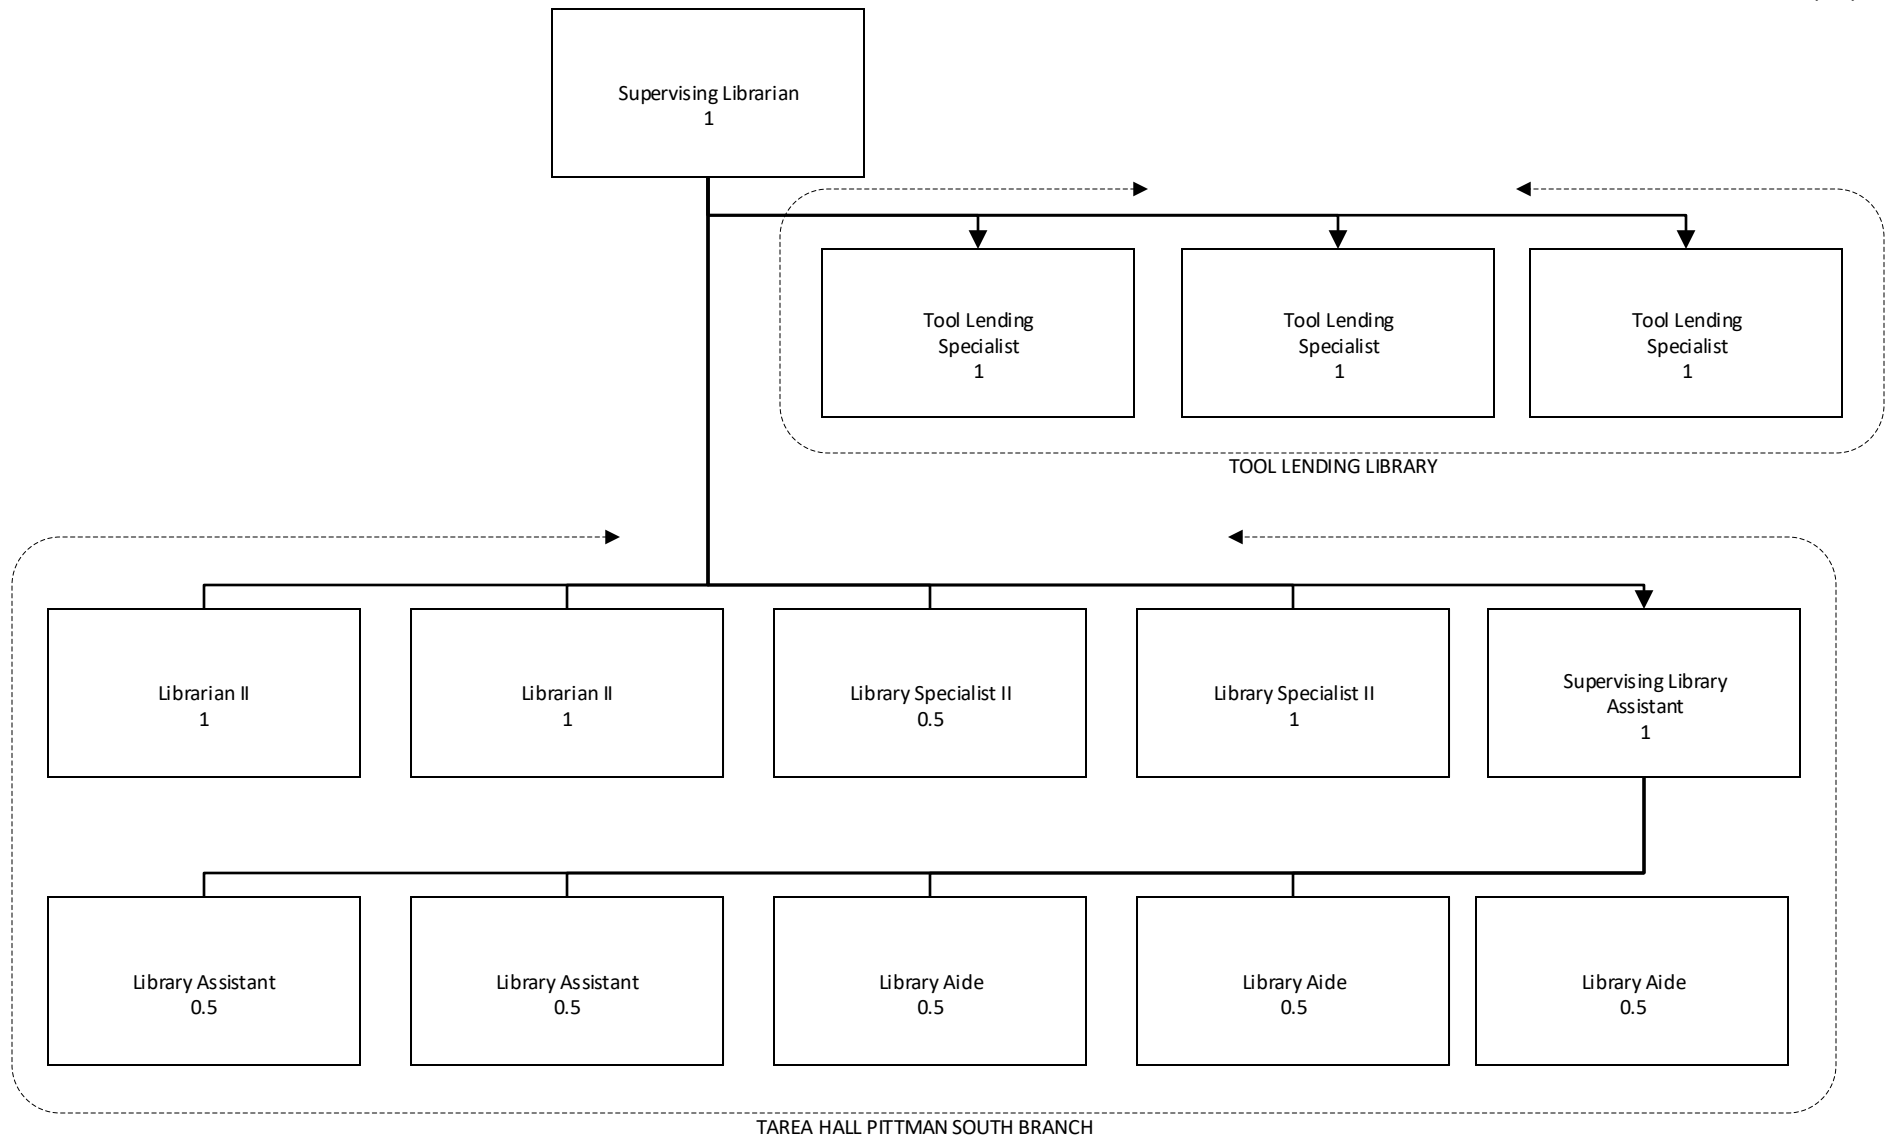 Supervising Librarian
1
Tool Lending
Specialist
1
Tool Lending
Specialist
1
Tool Lending
Specialist
1
TOOL LENDING LIBRARY
Librarian II
1
Librarian II
1
Library Specialist II
0.5
Library Specialist II
1
Supervising Library
Assistant
1
Library Assistant
0.5
Library Assistant
0.5
Library Aide
0.5
Library Aide
0.5
Library Aide
0.5
TAREA HALL PITTMAN SOUTH BRANCH